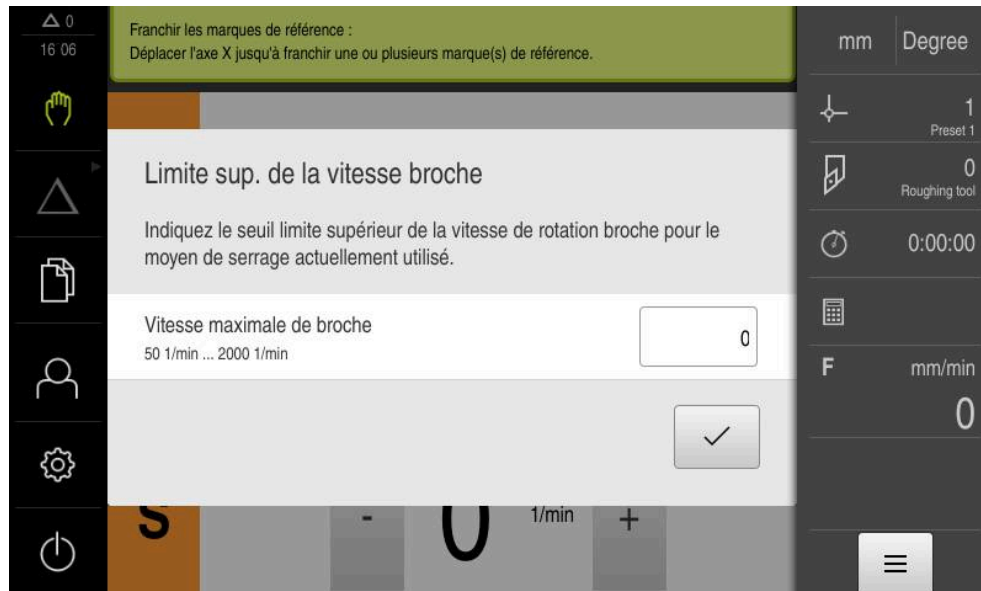 0
16 06
Franchir les marques de référence :
Déplacer l'axe X jusqu'à franchir une ou plusieurs marque(s) de référence.
Limite sup. de la vitesse broche
Indiquez le seuil limite supérieur de la vitesse de rotation broche pour le
moyen de serrage actuellement utilisé.
Vitesse maximale de broche
50 1/min ... 2000 1/min
0
S
-
0
1/min
+
mm
Degree
1
Preset 1
0
Roughing tool
0:00:00
F
mm/min
0